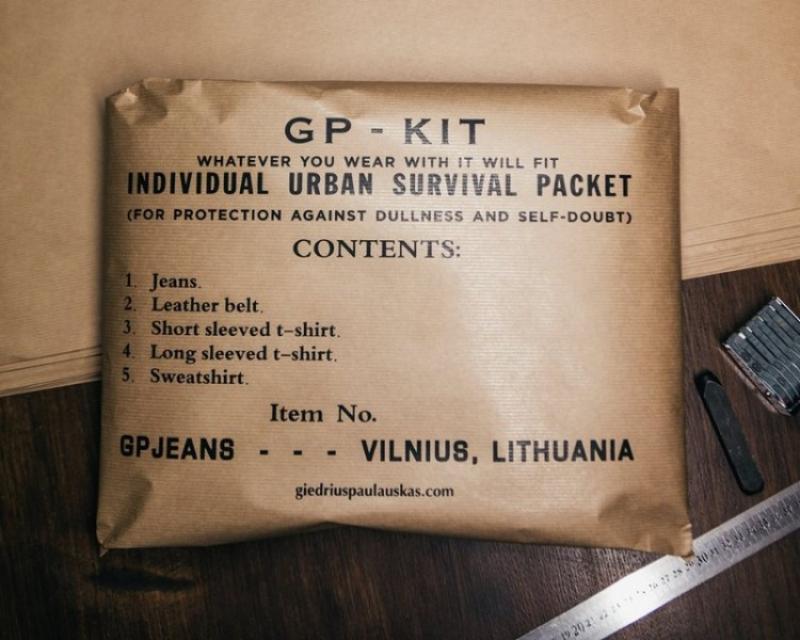 GP - KIT
WHATEVER YOU WEAR WITH IT WILL FIT
INDIVIDUAL URBAN SURVIVAL PACKET
(FOR PROTECTION AGAINST DULLNESS AND SELF-DOUBT)
CONTENTS:
1. Jeans.
2. Leather belt.
3. Short sleeved t-shirt.
4. Long sleeved t-shirt.
5. Sweatshirt.
Item No.
GPJEANS - - - VILNIUS, LITHUANIA
giedriuspaulauskas.com